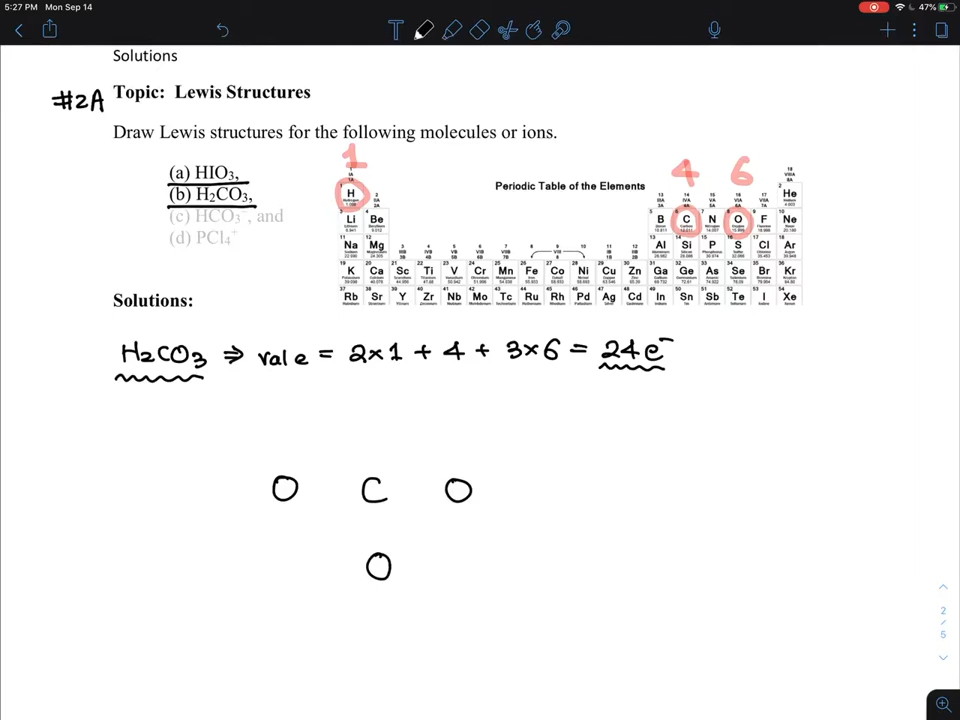 5:27 PM Mon Sep 14 47%
T
Solutions
#2A Topic: Lewis Structures
Draw Lewis structures for the following molecules or ions.
(a) HIO₃,
(b) H₂CO₃,
(c) HCO₃⁻, and
(d) PCl₄⁺
1 4 6
Periodic Table of the Elements
H He
Li Be B C N O F Ne
Na Mg Al Si P S Cl Ar
K Ca Sc Ti V Cr Mn Fe Co Ni Cu Zn Ga Ge As Se Br Kr
Rb Sr Y Zr Nb Mo Tc Ru Rh Pd Ag Cd In Sn Sb Te I Xe
Solutions:
H₂CO₃ ⇒ val e = 2×1 + 4 + 3×6 = 24e⁻
O C O
O
2
/
5